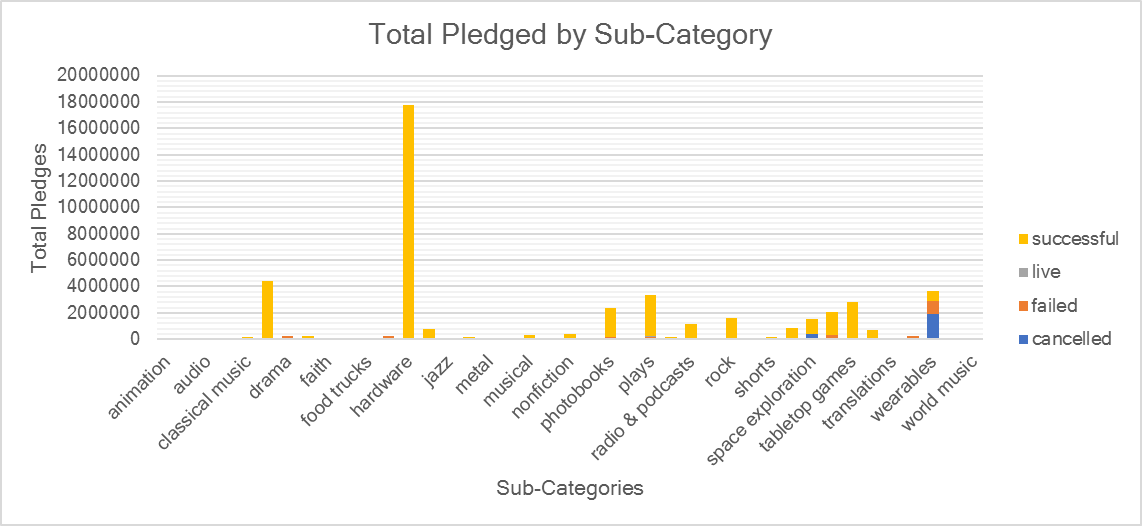 Total Pledged by Sub-Category
20000000
18000000
16000000
14000000
12000000
10000000
8000000
6000000
4000000
2000000
0
Total Pledges
animation
audio
classical music
drama
faith
food trucks
hardware
jazz
metal
musical
nonfiction
photobooks
plays
radio & podcasts
rock
shorts
space exploration
tabletop games
translations
wearables
world music
Sub-Categories
successful
live
failed
cancelled